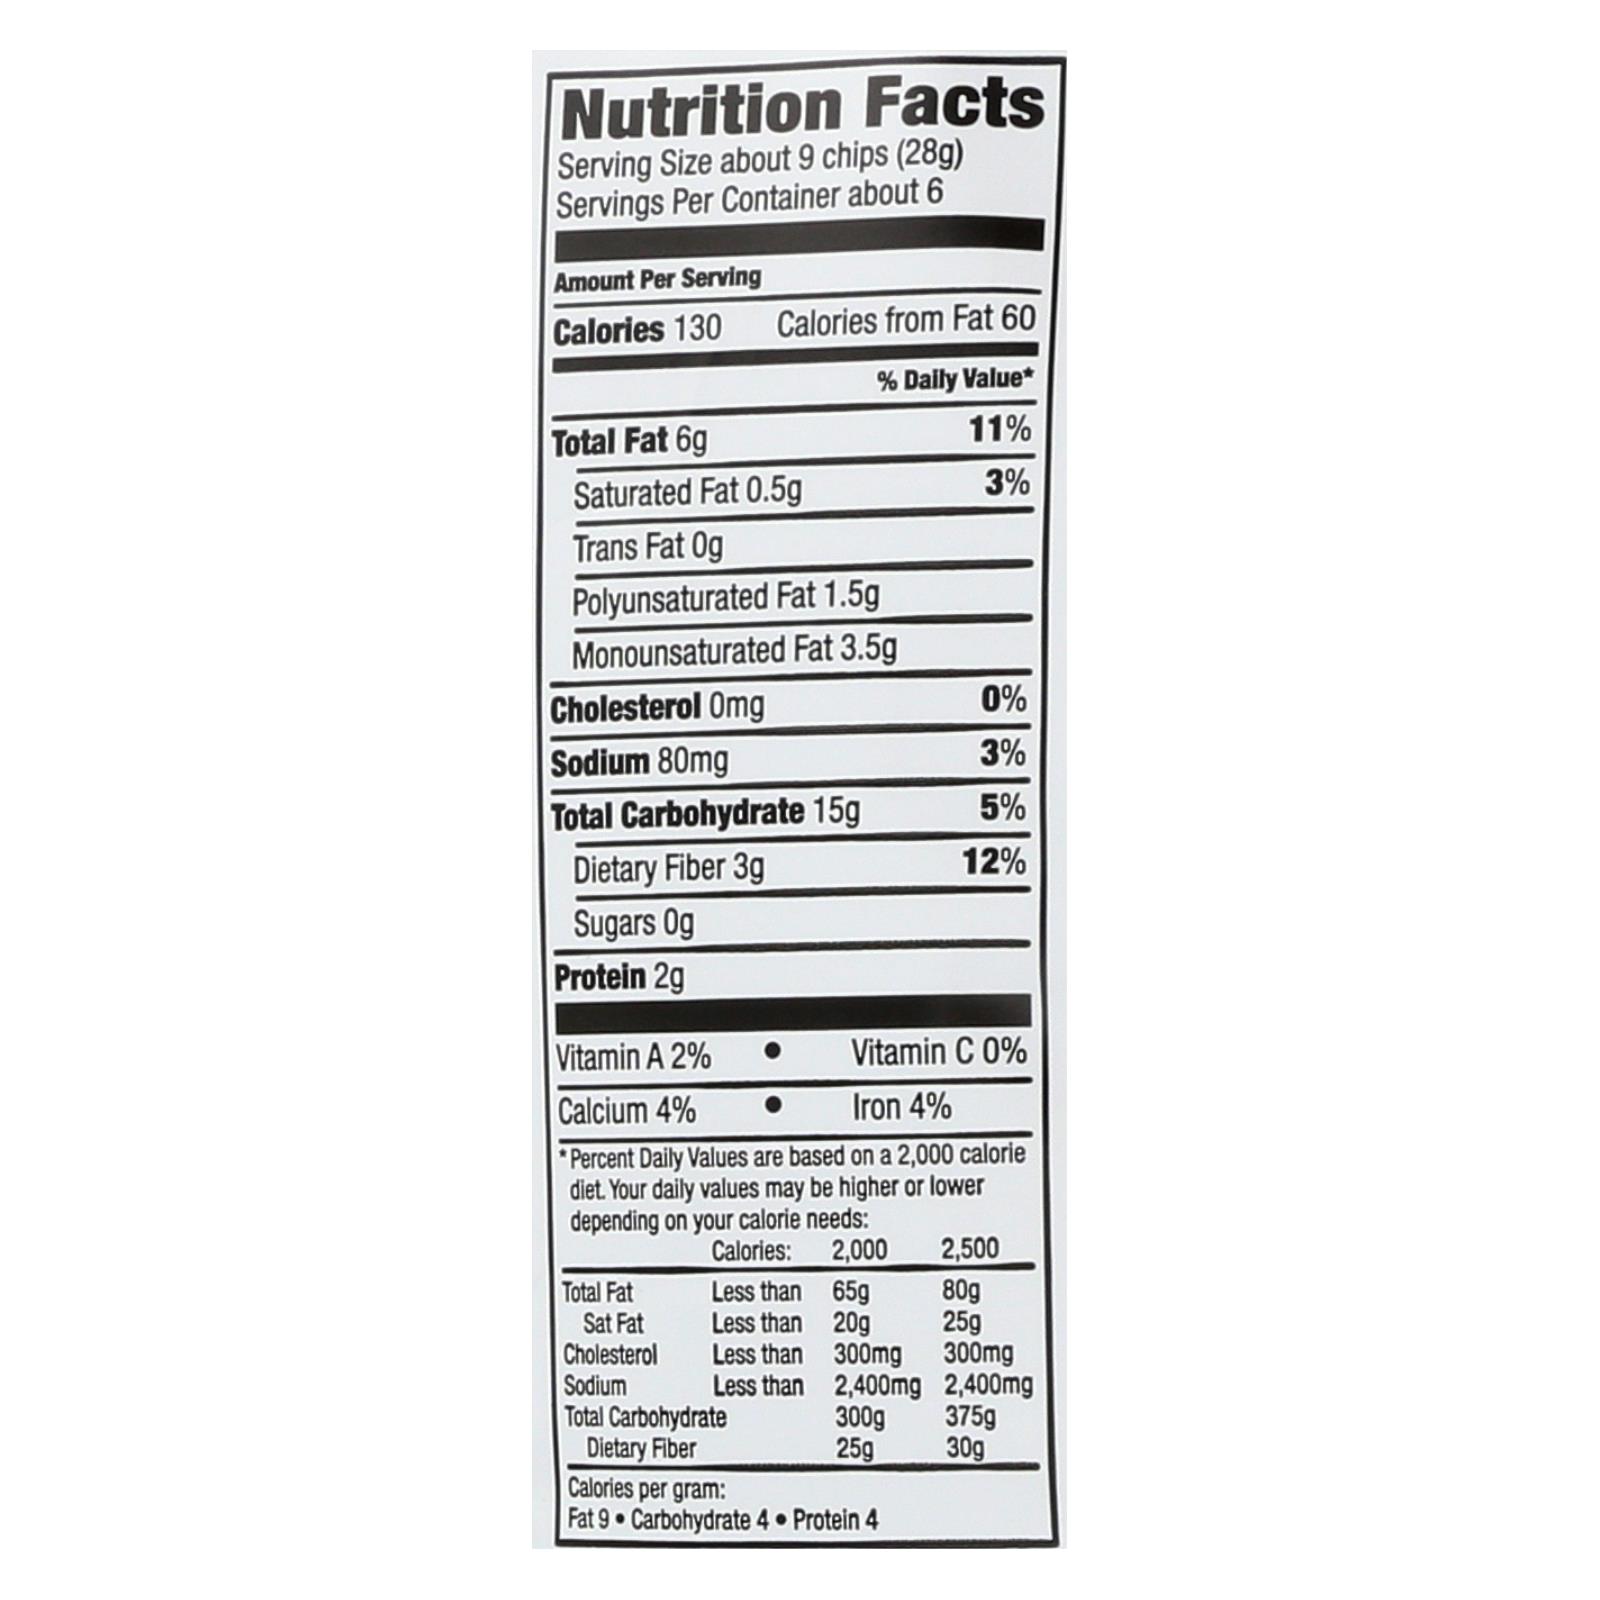 Nutrition Facts
Serving Size about 9 chips (28g)
Servings Per Container about 6
Amount Per Serving
Calories 130 Calories from Fat 60
% Daily Value*
Total Fat 6g 11%
Saturated Fat 0.5g 3%
Trans Fat 0g
Polyunsaturated Fat 1.5g
Monounsaturated Fat 3.5g
Cholesterol 0mg 0%
Sodium 80mg 3%
Total Carbohydrate 15g 5%
Dietary Fiber 3g 12%
Sugars 0g
Protein 2g
Vitamin A 2% • Vitamin C 0%
Calcium 4% • Iron 4%
* Percent Daily Values are based on a 2,000 calorie
diet. Your daily values may be higher or lower
depending on your calorie needs:
Calories: 2,000 2,500
Total Fat Less than 65g 80g
Sat Fat Less than 20g 25g
Cholesterol Less than 300mg 300mg
Sodium Less than 2,400mg 2,400mg
Total Carbohydrate 300g 375g
Dietary Fiber 25g 30g
Calories per gram:
Fat 9 • Carbohydrate 4 • Protein 4